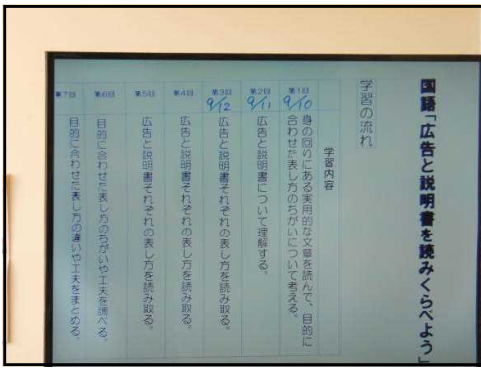 国語「広告と説明書を読みくらべよう」
学習の流れ
学習内容
第1回
9/10
身の回りにある実用的な文章を読んで、目的に
合わせた表し方のちがいについて考える。
第2回
9/11
広告と説明書について理解する。
第3回
9/12
広告と説明書それぞれの表し方を読み取る。
第4回
広告と説明書それぞれの表し方を読み取る。
第5回
広告と説明書それぞれの表し方を読み取る。
第6回
目的に合わせた表し方のちがいや工夫を調べる。
第7回
目的に合わせた表し方の違いや工夫をまとめる。